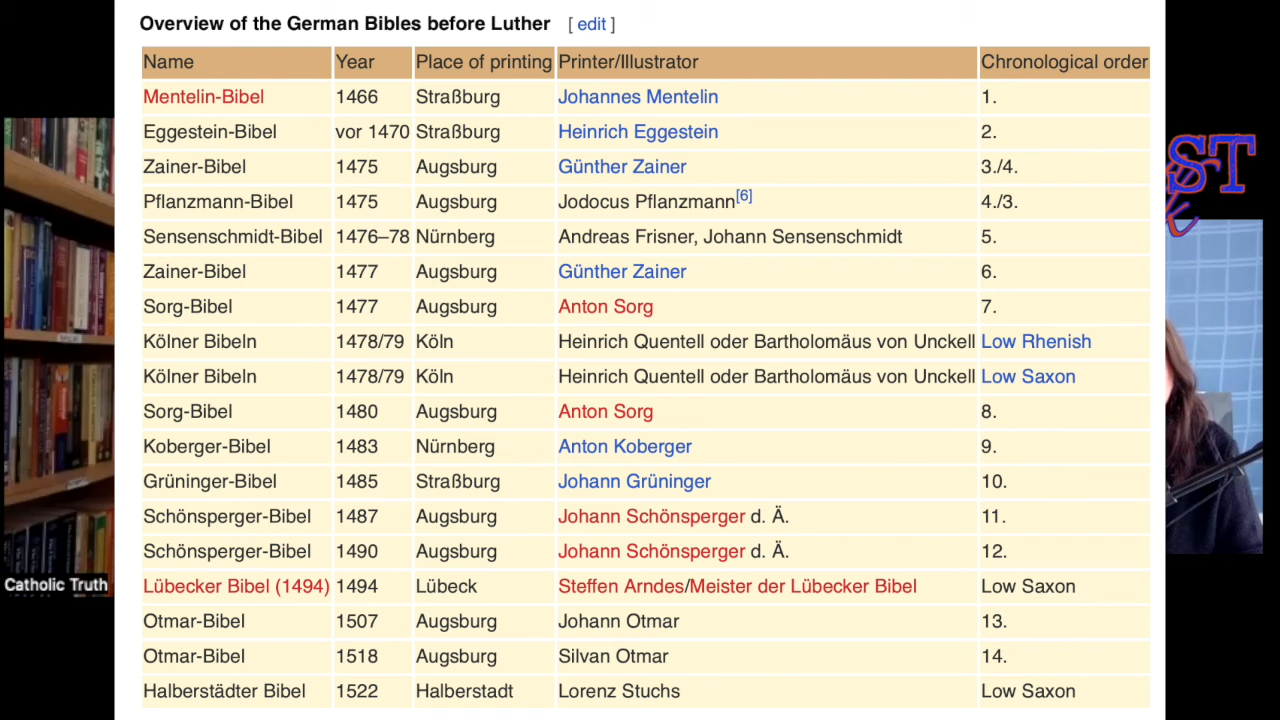 Overview of the German Bibles before Luther [ edit ]
Name Year Place of printing Printer/Illustrator Chronological order
Mentelin-Bibel 1466 Straßburg Johannes Mentelin 1.
Eggestein-Bibel vor 1470 Straßburg Heinrich Eggestein 2.
Zainer-Bibel 1475 Augsburg Günther Zainer 3./4.
Pflanzmann-Bibel 1475 Augsburg Jodocus Pflanzmann[6] 4./3.
Sensenschmidt-Bibel 1476–78 Nürnberg Andreas Frisner, Johann Sensenschmidt 5.
Zainer-Bibel 1477 Augsburg Günther Zainer 6.
Sorg-Bibel 1477 Augsburg Anton Sorg 7.
Kölner Bibeln 1478/79 Köln Heinrich Quentell oder Bartholomäus von Unckell Low Rhenish
Kölner Bibeln 1478/79 Köln Heinrich Quentell oder Bartholomäus von Unckell Low Saxon
Sorg-Bibel 1480 Augsburg Anton Sorg 8.
Koberger-Bibel 1483 Nürnberg Anton Koberger 9.
Grüninger-Bibel 1485 Straßburg Johann Grüninger 10.
Schönsperger-Bibel 1487 Augsburg Johann Schönsperger d. Ä. 11.
Schönsperger-Bibel 1490 Augsburg Johann Schönsperger d. Ä. 12.
Lübecker Bibel (1494) 1494 Lübeck Steffen Arndes/Meister der Lübecker Bibel Low Saxon
Otmar-Bibel 1507 Augsburg Johann Otmar 13.
Otmar-Bibel 1518 Augsburg Silvan Otmar 14.
Halberstädter Bibel 1522 Halberstadt Lorenz Stuchs Low Saxon
ST
Catholic Truth